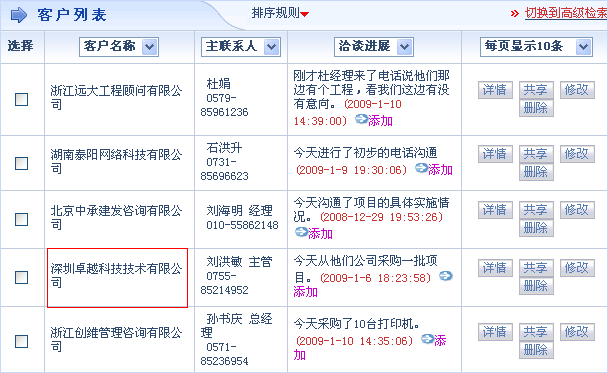 客户列表 排序规则 切换到高级检索
选择 客户名称 主联系人 洽谈进展 每页显示10条
浙江远大工程顾问有限公
司
杜娟
0579-
85961236
刚才杜经理来了电话说他们那
边有个工程，看我们这边有没
有意向。(2009-1-10
14:39:00) 添加
详情 共享 修改
删除
湖南泰阳网络科技有限公
司
石洪升
0731-
85696623
今天进行了初步的电话沟通
(2009-1-9 19:30:06) 添加
详情 共享 修改
删除
北京中承建发咨询有限公
司
刘海明 经理
010-55862148
今天沟通了项目的具体实施情
况。(2008-12-29 19:53:26)
添加
详情 共享 修改
删除
深圳卓越科技技术有限公
司
刘洪敏 主管
0755-
85214952
今天从他们公司采购一批项
目。(2009-1-6 18:23:58)
添加
详情 共享 修改
删除
浙江创维管理咨询有限公
司
孙书庆 总经
理
0571-
85236954
今天采购了10台打印机。
(2009-1-10 14:35:06) 添
加
详情 共享 修改
删除